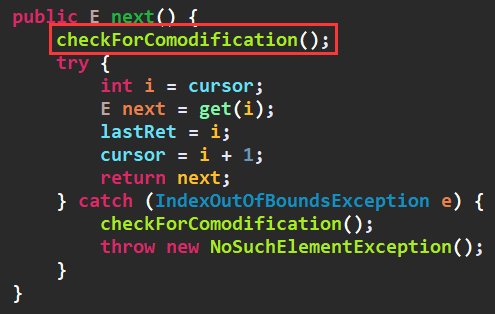 public E next() {
    checkForComodification();
    try {
        int i = cursor;
        E next = get(i);
        lastRet = i;
        cursor = i + 1;
        return next;
    } catch (IndexOutOfBoundsException e) {
        checkForComodification();
        throw new NoSuchElementException();
    }
}